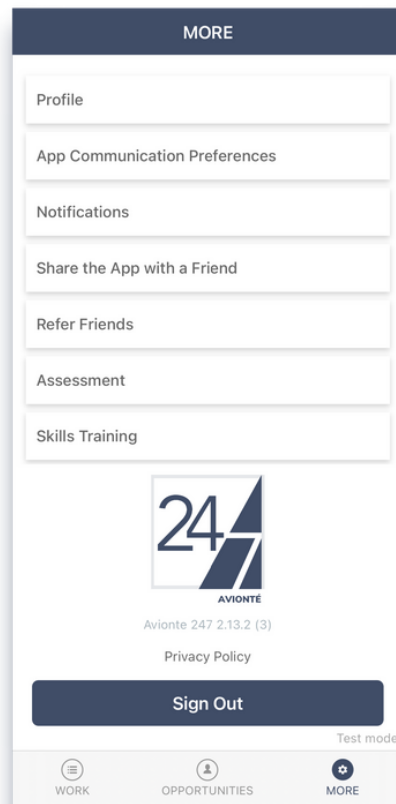 MORE
Profile
App Communication Preferences
Notifications
Share the App with a Friend
Refer Friends
Assessment
Skills Training
24
7
AVIONTÉ
Avionte 247 2.13.2 (3)
Privacy Policy
Sign Out
Test mode
WORK
OPPORTUNITIES
MORE